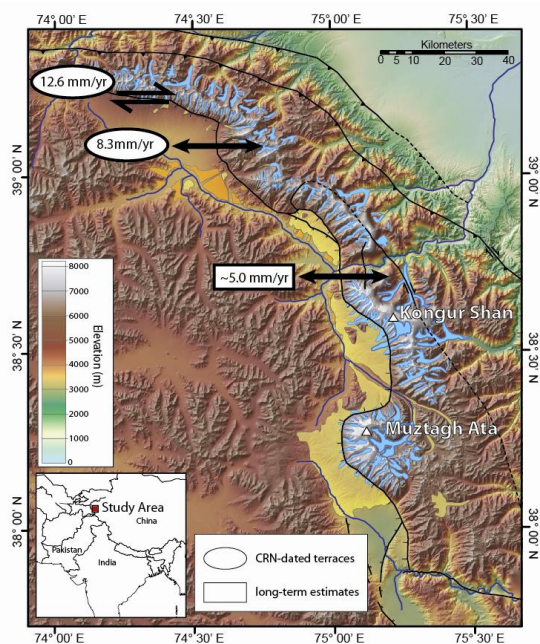 74° 00' E
74° 30' E
75° 00' E
75° 30' E
Kilometers
0 5 10 20 30 40
12.6 mm/yr
8.3mm/yr
39° 00' N
39° 00' N
~5.0 mm/yr
8000
7000
6000
5000
4000
3000
2000
1000
0
Elevation (m)
Kongur Shan
38° 30' N
38° 30' N
Muztagh Ata
Study Area
China
Pakistan
India
38° 00' N
38° 00' N
CRN-dated terraces
long-term estimates
74° 00' E
74° 30' E
75° 00' E
75° 30' E